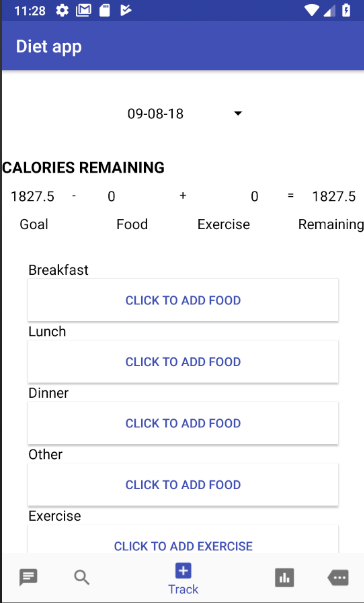 11:28
Diet app
09-08-18
CALORIES REMAINING
1827.5 - 0 + 0 = 1827.5
Goal Food Exercise Remaining
Breakfast
CLICK TO ADD FOOD
Lunch
CLICK TO ADD FOOD
Dinner
CLICK TO ADD FOOD
Other
CLICK TO ADD FOOD
Exercise
CLICK TO ADD EXERCISE
Track